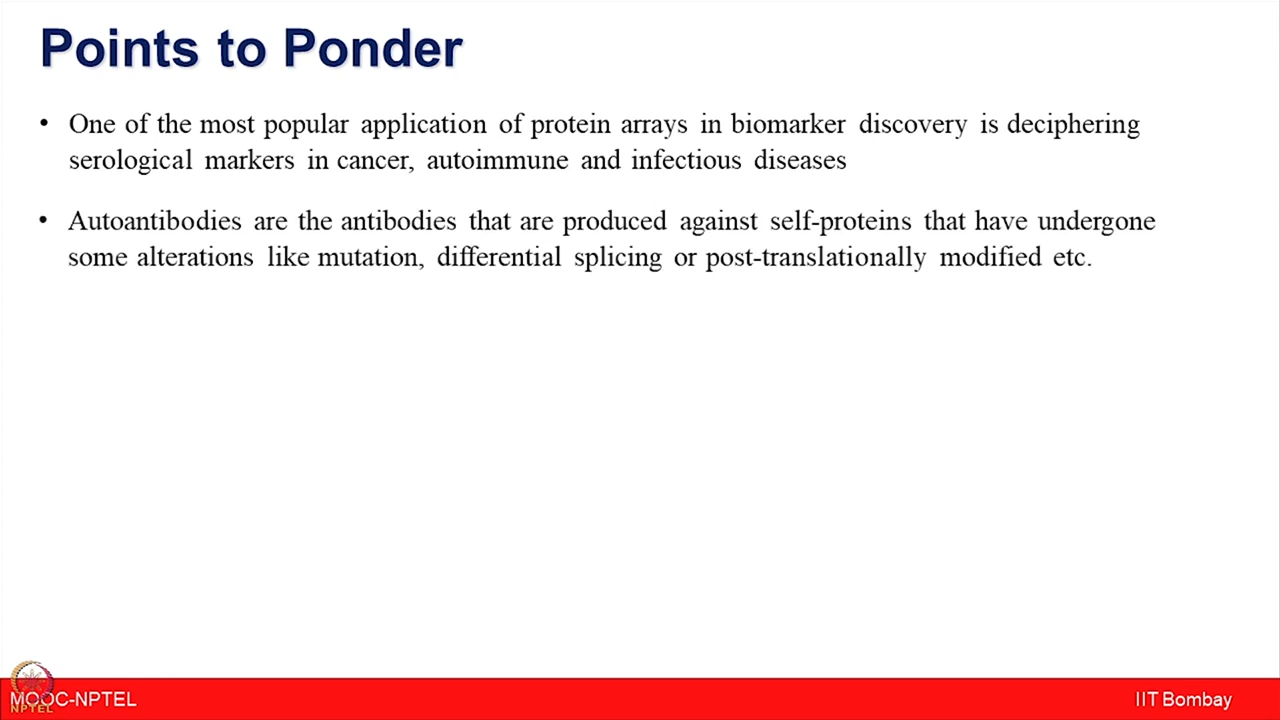 Points to Ponder
• One of the most popular application of protein arrays in biomarker discovery is deciphering
serological markers in cancer, autoimmune and infectious diseases
• Autoantibodies are the antibodies that are produced against self-proteins that have undergone
some alterations like mutation, differential splicing or post-translationally modified etc.
MOOC-NPTEL
NPTEL
IIT Bombay